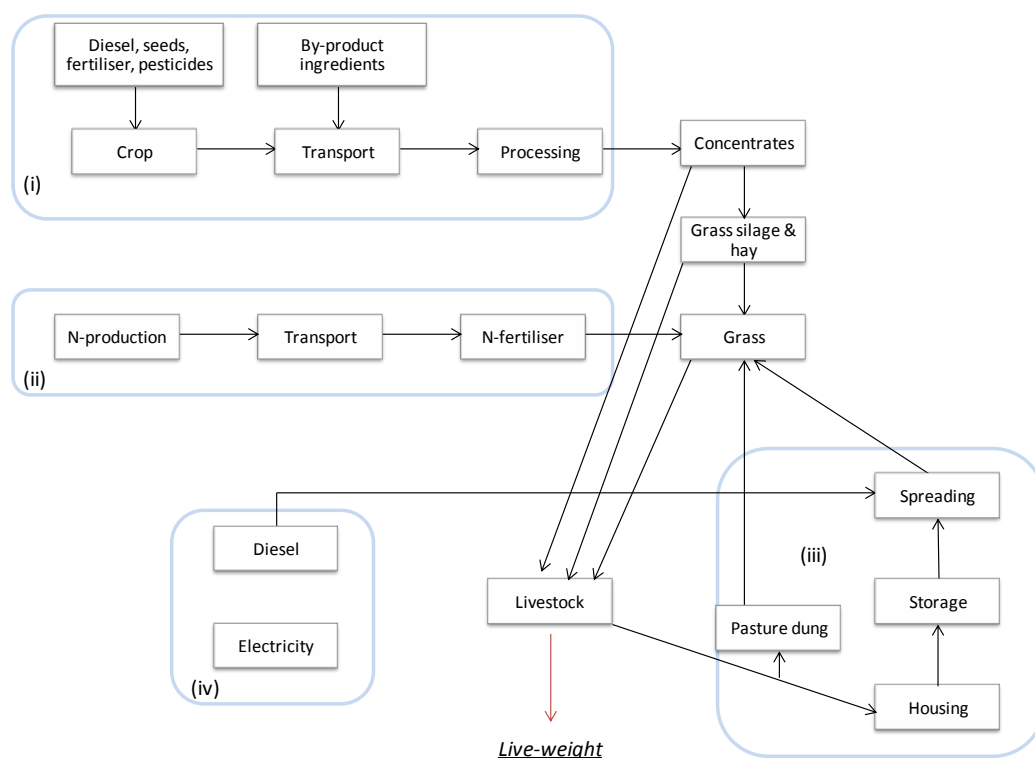 Diesel, seeds,
fertiliser, pesticides
By-product
ingredients
Crop
Transport
Processing
Concentrates
(i)
Grass silage &
hay
N-production
Transport
N-fertiliser
Grass
(ii)
Spreading
Diesel
(iii)
Livestock
Storage
Pasture dung
Electricity
(iv)
Housing
Live-weight